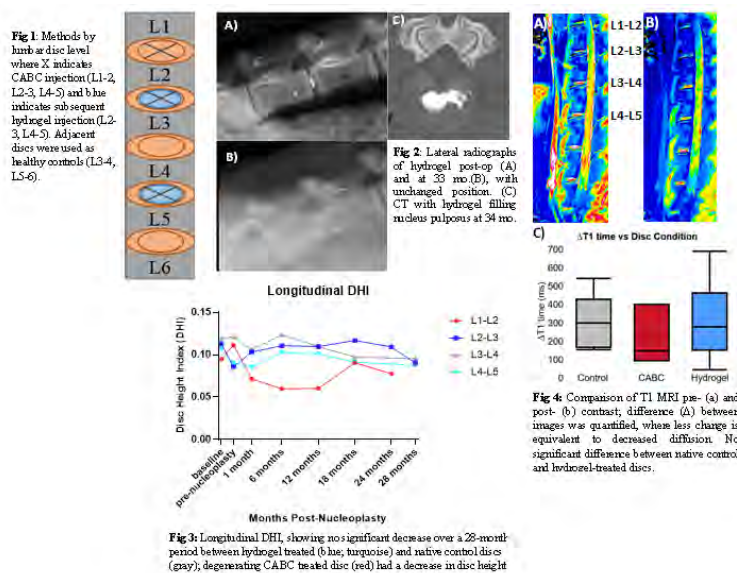 Fig 1: Methods by
lumbar disc level
where X indicates
CABC injection (L1-2,
L2-3, L4-5) and blue
indicates subsequent
hydrogel injection (L2-
3, L4-5). Adjacent
discs were used as
healthy controls (L3-4,
L5-6).
L1
L2
L3
L4
L5
L6
A)
B)
C)
Fig 2: Lateral radiographs
of hydrogel post-op (A)
and at 33 mo.(B), with
unchanged position. (C)
CT with hydrogel filling
nucleus pulposus at 34 mo.
Longitudinal DHI
Disc Height Index (DHI)
0.15
0.10
0.05
0.00
baseline
pre-nucleoplasty
1 month
6 months
12 months
18 months
24 months
28 months
Months Post-Nucleoplasty
L1-L2
L2-L3
L3-L4
L4-L5
Fig 3: Longitudinal DHI, showing no significant decrease over a 28-month
period between hydrogel treated (blue; turquoise) and native control discs
(gray); degenerating CABC treated disc (red) had a decrease in disc height
A)
B)
L1-L2
L2-L3
L3-L4
L4-L5
C)
ΔT1 time vs Disc Condition
ΔT1 time (ms)
700
600
500
400
300
200
100
0
Control
CABC
Hydrogel
Fig 4: Comparison of T1 MRI pre- (a) and
post- (b) contrast; difference (Δ) between
images was quantified, where less change is
equivalent to decreased diffusion. No
significant difference between native control
and hydrogel-treated discs.